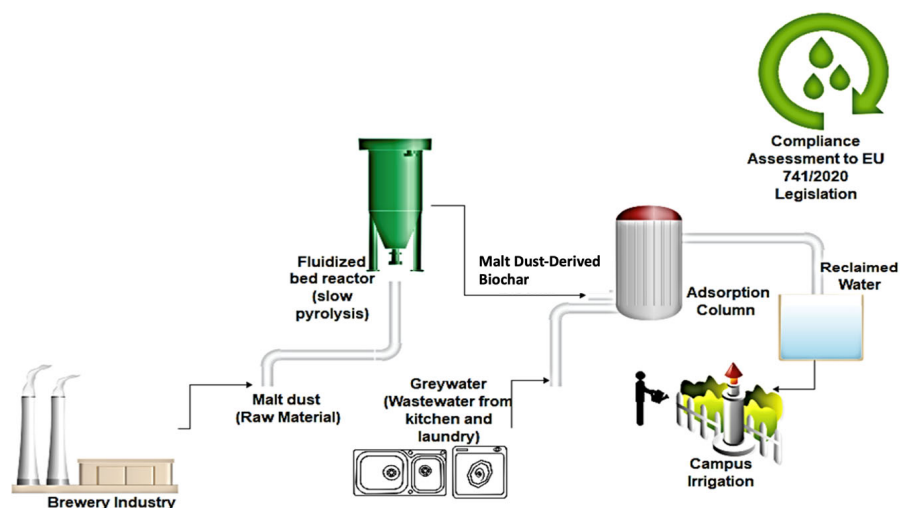 Compliance
Assessment to EU
741/2020
Legislation
Fluidized
bed reactor
(slow
pyrolysis)
Malt Dust-Derived
Biochar
Reclaimed
Water
Adsorption
Column
Malt dust
(Raw Material)
Greywater
(Wastewater from
kitchen and
laundry)
Campus
Irrigation
Brewery Industry